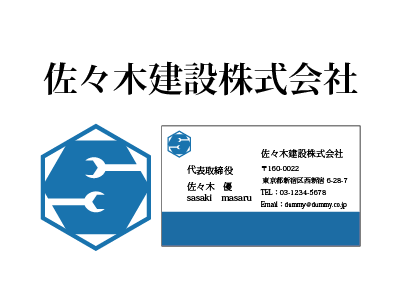 佐々木建設株式会社
佐々木建設株式会社
〒160-0022
東京都新宿区西新宿 6-28-7
TEL：03-1234-5678
Email：dummy@dummy.co.jp
代表取締役
佐々木　優
sasaki　masaru